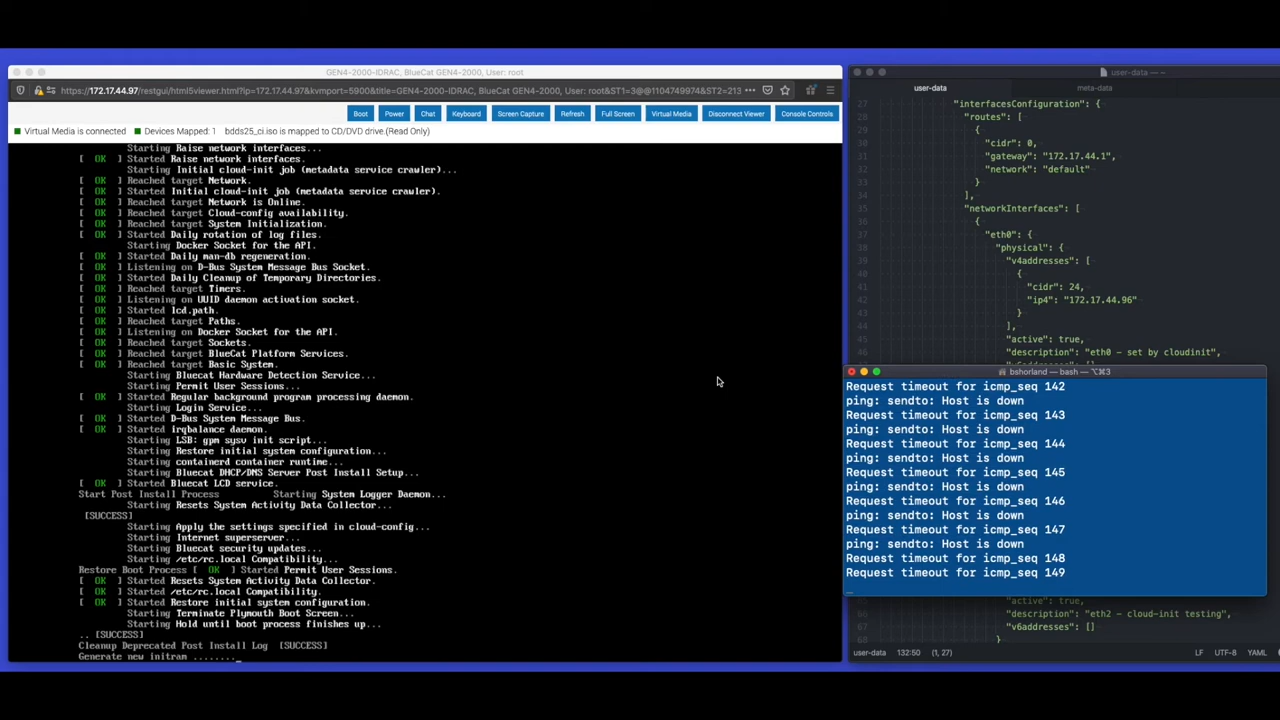 GEN4-2000-IDRAC, BlueCat GEN4-2000, User: root
https://172.17.44.97/restgui/html5viewer.html?ip=172.17.44.97&kvmport=5900&title=GEN4-2000-IDRAC, BlueCat GEN4-2000, User: root&ST1=3@@1104749974&ST2=213
Boot Power Chat Keyboard Screen Capture Refresh Full Screen Virtual Media Disconnect Viewer Console Controls
Virtual Media is connected Devices Mapped: 1 bdds25_ci.iso is mapped to CD/DVD drive.(Read Only)
Starting Raise network interfaces...
[ OK ] Started Raise network interfaces.
Starting Initial cloud-init job (metadata service crawler)...
[ OK ] Reached target Network.
[ OK ] Started Initial cloud-init job (metadata service crawler).
[ OK ] Reached target Network is Online.
[ OK ] Reached target Cloud-config availability.
[ OK ] Reached target System Initialization.
[ OK ] Started Daily rotation of log files.
Starting Docker Socket for the API.
[ OK ] Started Daily man-db regeneration.
[ OK ] Listening on D-Bus System Message Bus Socket.
[ OK ] Started Daily Cleanup of Temporary Directories.
[ OK ] Reached target Timers.
[ OK ] Listening on UUID daemon activation socket.
[ OK ] Started lcd.path.
[ OK ] Reached target Paths.
[ OK ] Listening on Docker Socket for the API.
[ OK ] Reached target Sockets.
[ OK ] Reached target BlueCat Platform Services.
[ OK ] Reached target Basic System.
Starting Bluecat Hardware Detection Service...
Starting Permit User Sessions...
[ OK ] Started Regular background program processing daemon.
Starting Login Service...
[ OK ] Started D-Bus System Message Bus.
[ OK ] Started irqbalance daemon.
Starting LSB: gpm sysv init script...
Starting Restore initial system configuration...
Starting containerd container runtime...
Starting Bluecat DHCP/DNS Server Post Install Setup...
[ OK ] Started Bluecat LCD service.
Start Post Install Process Starting System Logger Daemon...
Starting Resets System Activity Data Collector...
[SUCCESS]
Starting Apply the settings specified in cloud-config...
Starting Internet superserver...
Starting Bluecat security updates...
Starting /etc/rc.local Compatibility...
Restore Boot Process [ OK ] Started Permit User Sessions.
[ OK ] Started Resets System Activity Data Collector.
[ OK ] Started /etc/rc.local Compatibility.
[ OK ] Started Restore initial system configuration.
Starting Terminate Plymouth Boot Screen...
Starting Hold until boot process finishes up...
.. [SUCCESS]
Cleanup Deprecated Post Install Log [SUCCESS]
Generate new initram ........_
user-data — ~
user-data meta-data
27 "interfacesConfiguration": {
28 "routes": [
29 {
30 "cidr": 0,
31 "gateway": "172.17.44.1",
32 "network": "default"
33 }
34 ],
35 "networkInterfaces": [
36 {
37 "eth0": {
38 "physical": {
39 "v4addresses": [
40 {
41 "cidr": 24,
42 "ip4": "172.17.44.96"
43 }
44 ],
45 "active": true,
46 "description": "eth0 - set by cloudinit",
bshorland — bash — ⌥⌘3
Request timeout for icmp_seq 142
ping: sendto: Host is down
Request timeout for icmp_seq 143
ping: sendto: Host is down
Request timeout for icmp_seq 144
ping: sendto: Host is down
Request timeout for icmp_seq 145
ping: sendto: Host is down
Request timeout for icmp_seq 146
ping: sendto: Host is down
Request timeout for icmp_seq 147
ping: sendto: Host is down
Request timeout for icmp_seq 148
Request timeout for icmp_seq 149
"active": true,
66 "description": "eth2 - cloud-init testing",
67 "v6addresses": []
68 }
user-data 132:50 (1, 27) LF UTF-8 YAML